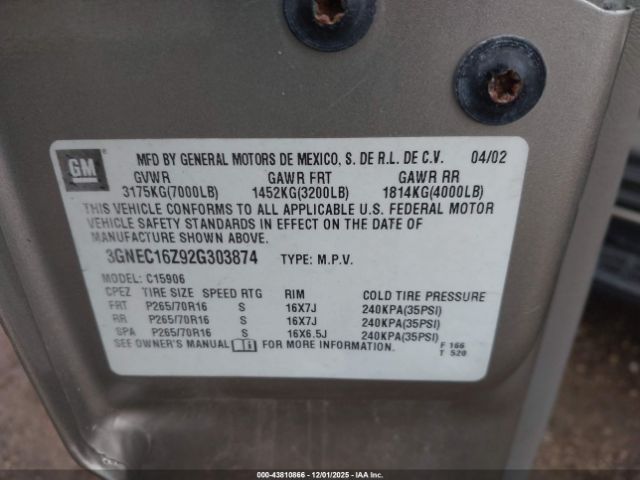 GM
MFD BY GENERAL MOTORS DE MEXICO, S. DE R.L. DE C.V. 04/02
GVWR GAWR FRT GAWR RR
3175KG(7000LB) 1452KG(3200LB) 1814KG(4000LB)
THIS VEHICLE CONFORMS TO ALL APPLICABLE U.S. FEDERAL MOTOR
VEHICLE SAFETY STANDARDS IN EFFECT ON THE DATE OF
MANUFACTURE SHOWN ABOVE.
3GNEC16Z92G303874 TYPE: M.P.V.
MODEL: C15906
CPEZ TIRE SIZE SPEED RTG RIM COLD TIRE PRESSURE
FRT P265/70R16 S 16X7J 240KPA(35PSI)
RR P265/70R16 S 16X7J 240KPA(35PSI)
SPA P265/70R16 S 16X6.5J 240KPA(35PSI)
SEE OWNER'S MANUAL i FOR MORE INFORMATION. F 166
T 520
000-43810866 * 12/01/2025 - IAAI.COM